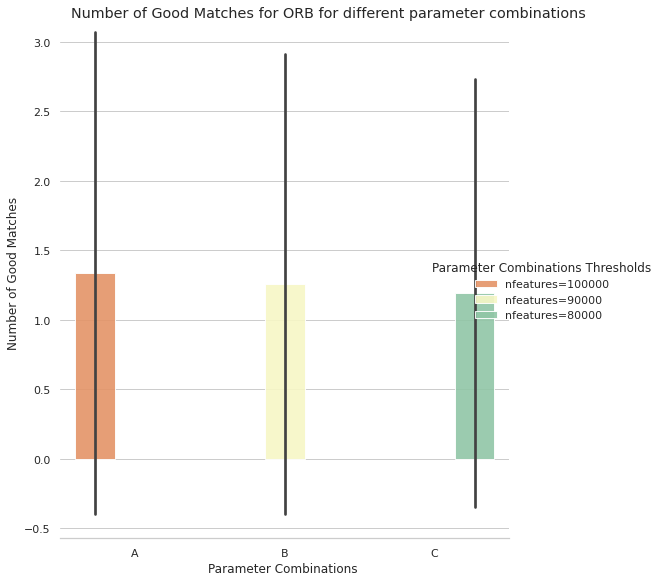 Number of Good Matches for ORB for different parameter combinations
3.0
2.5
2.0
1.5
1.0
0.5
0.0
−0.5
Number of Good Matches
A B C
Parameter Combinations
Parameter Combinations Thresholds
nfeatures=100000
nfeatures=90000
nfeatures=80000